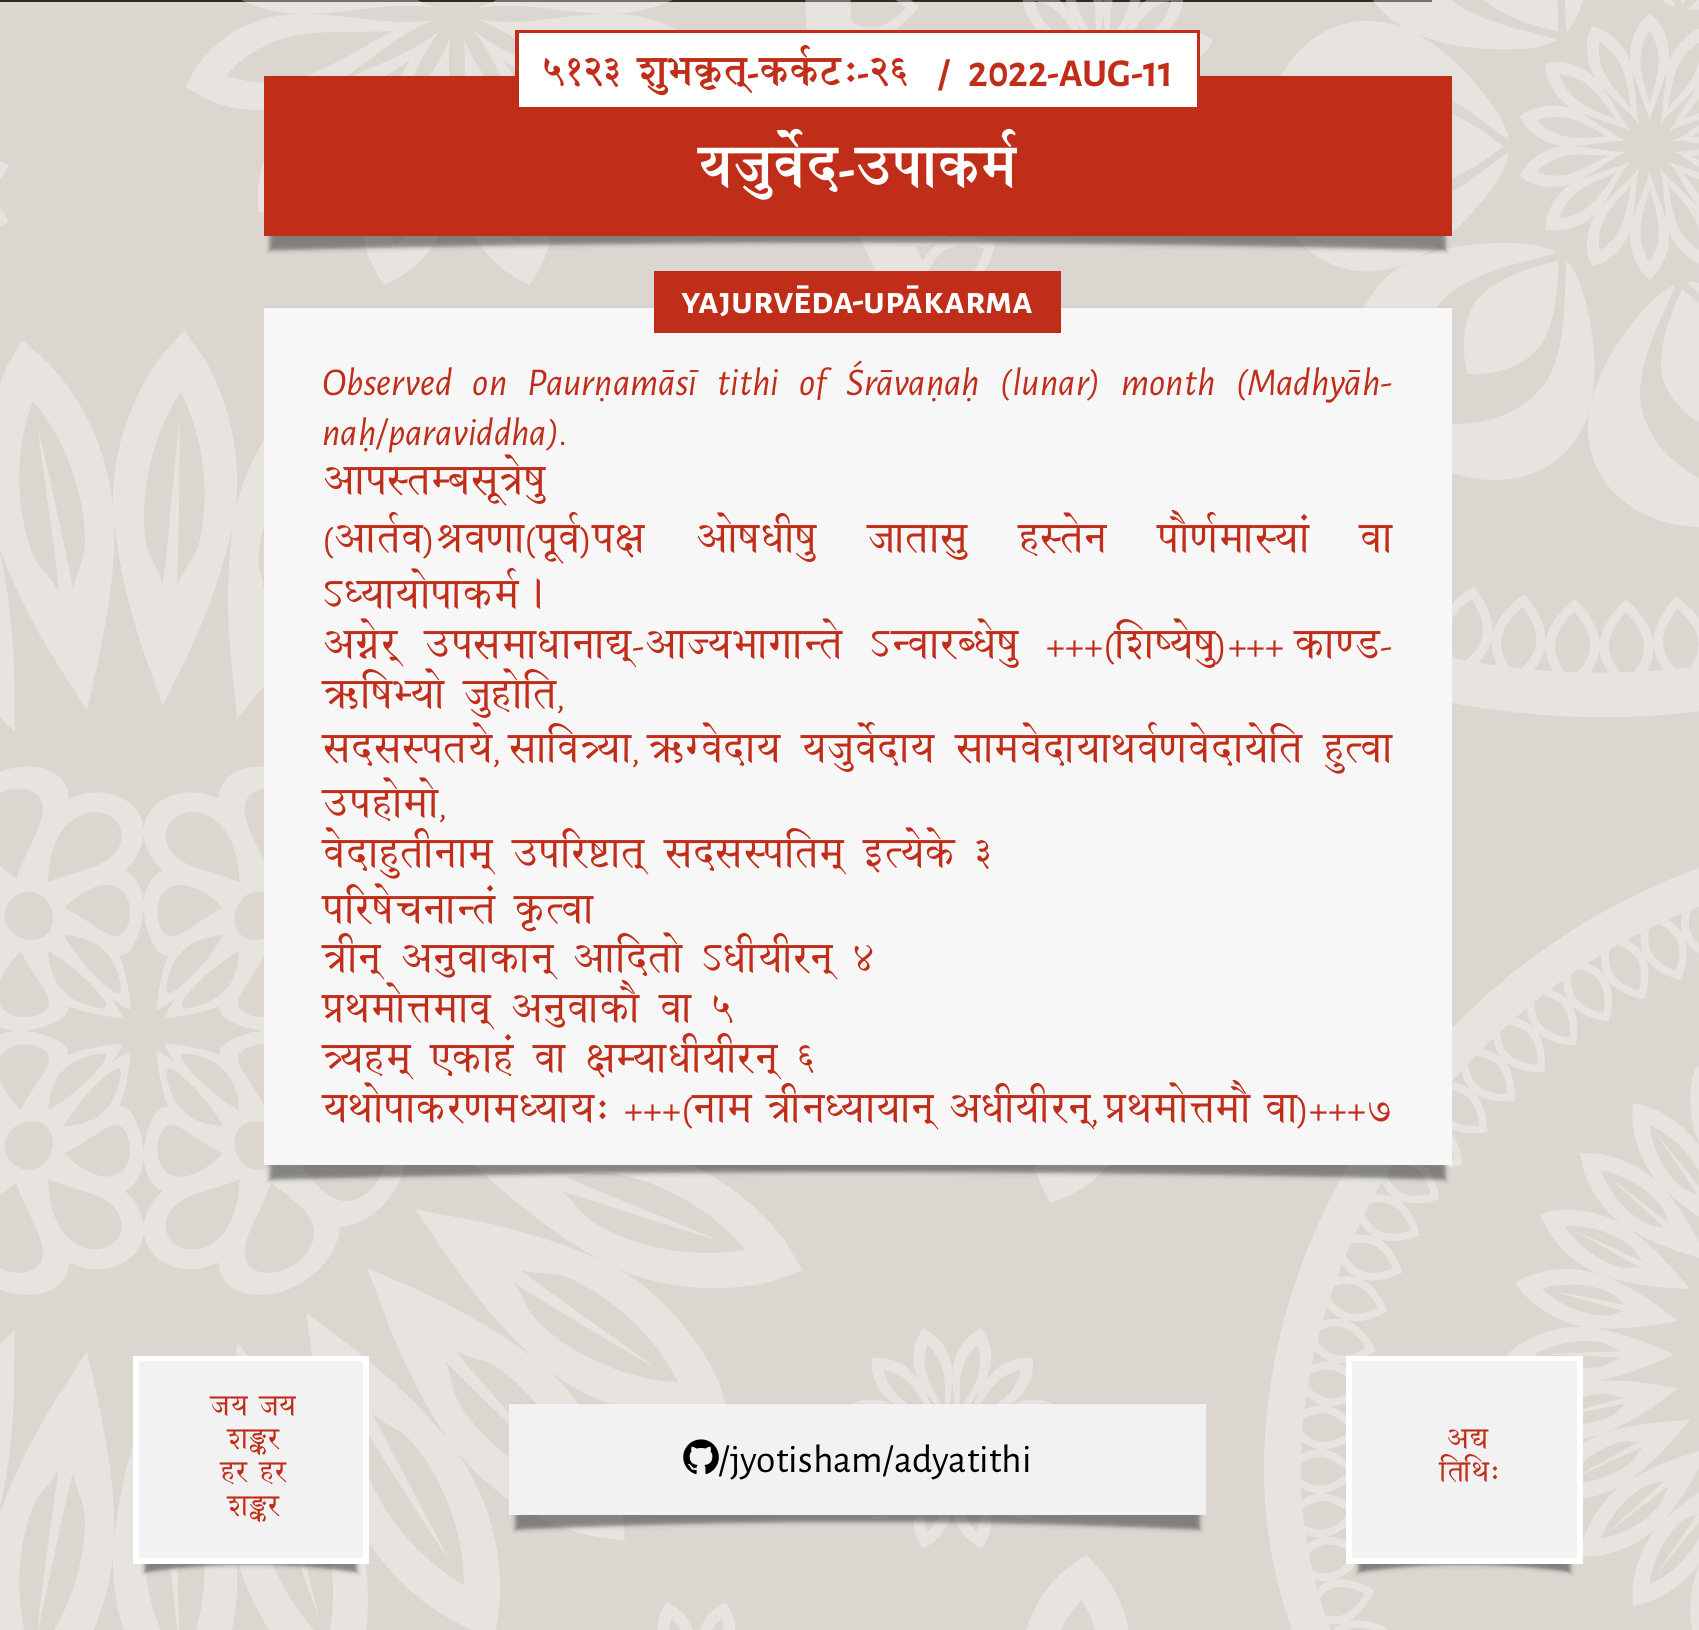 ५१२३ शुभकृत्-कर्कटः-२६ / 2022-AUG-11
यजुर्वेद-उपाकर्म
YAJURVĒDA-UPĀKARMA
Observed on Paurṇamāsī tithi of Śrāvaṇaḥ (lunar) month (Madhyāh-
naḥ/paraviddha).
आपस्तम्बसूत्रेषु
(आर्तव)श्रवणा(पूर्व)पक्ष ओषधीषु जातासु हस्तेन पौर्णमास्यां वा
ऽध्यायोपाकर्म ।
अग्नेर् उपसमाधानाद्य्-आज्यभागान्ते ऽन्वारब्धेषु +++(शिष्येषु)+++ काण्ड-
ऋषिभ्यो जुहोति,
सदसस्पतये, सावित्र्या, ऋग्वेदाय यजुर्वेदाय सामवेदायाथर्वणवेदायेति हुत्वा
उपहोमो,
वेदाहुतीनाम् उपरिष्टात् सदसस्पतिम् इत्येके ३
परिषेचनान्तं कृत्वा
त्रीन् अनुवाकान् आदितो ऽधीयीरन् ४
प्रथमोत्तमाव् अनुवाकौ वा ५
त्र्यहम् एकाहं वा क्षम्याधीयीरन् ६
यथोपाकरणमध्यायः +++(नाम त्रीनध्यायान् अधीयीरन्, प्रथमोत्तमौ वा)+++७
जय जय
शङ्कर
हर हर
शङ्कर
/jyotisham/adyatithi
अद्य
तिथिः